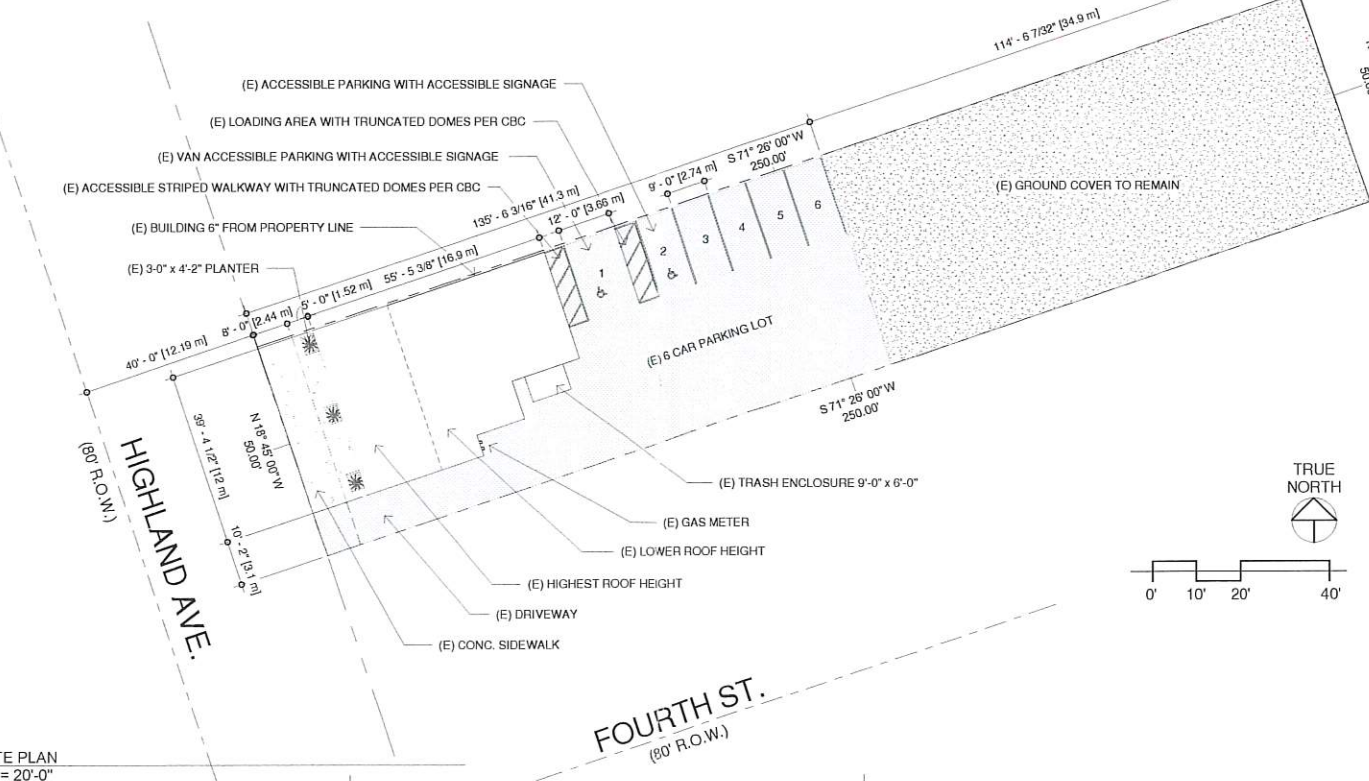 114' - 6 7/32" [34.9 m]
(E) ACCESSIBLE PARKING WITH ACCESSIBLE SIGNAGE
(E) LOADING AREA WITH TRUNCATED DOMES PER CBC
(E) VAN ACCESSIBLE PARKING WITH ACCESSIBLE SIGNAGE
(E) ACCESSIBLE STRIPED WALKWAY WITH TRUNCATED DOMES PER CBC
(E) BUILDING 6" FROM PROPERTY LINE
(E) 3-0" x 4'-2" PLANTER
S 71° 26' 00" W
250.00'
9' - 0" [2.74 m]
135' - 6 3/16" [41.3 m]
12' - 0" [3.66 m]
55' - 5 3/8" [16.9 m]
5' - 0" [1.52 m]
8' - 0" [2.44 m]
40' - 0" [12.19 m]
(E) GROUND COVER TO REMAIN
1
2
3
4
5
6
(E) 6 CAR PARKING LOT
S 71° 26' 00" W
250.00'
39' - 4 1/2" [12 m]
N 18° 45' 00" W
50.00'
10' - 2" [3.1 m]
HIGHLAND AVE.
(80' R.O.W.)
(E) TRASH ENCLOSURE 9'-0" x 6'-0"
(E) GAS METER
(E) LOWER ROOF HEIGHT
(E) HIGHEST ROOF HEIGHT
(E) DRIVEWAY
(E) CONC. SIDEWALK
TRUE
NORTH
0' 10' 20' 40'
FOURTH ST.
(80' R.O.W.)
TE PLAN
= 20'-0"